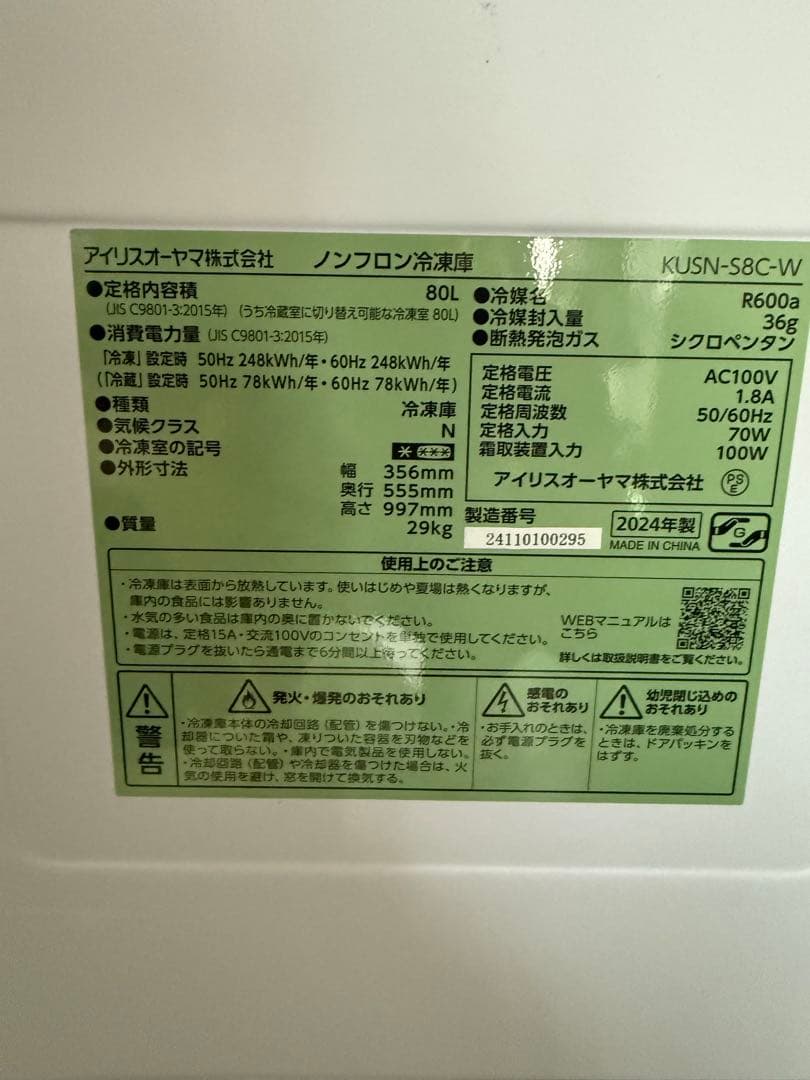 アイリスオーヤマ株式会社 ノンフロン冷凍庫 KUSN-S8C-W
●定格内容積 80L
(JIS C9801-3:2015年) (うち冷蔵室に切り替え可能な冷凍室 80L)
●消費電力量 (JIS C9801-3:2015年)
「冷凍」設定時 50Hz 248kWh/年・60Hz 248kWh/年
(「冷蔵」設定時 50Hz 78kWh/年・60Hz 78kWh/年)
●種類 冷凍庫
●気候クラス N
●冷凍室の記号
●外形寸法 幅 356mm
奥行 555mm
高さ 997mm
●質量 29kg
●冷媒名 R600a
●冷媒封入量 36g
●断熱発泡ガス シクロペンタン
定格電圧 AC100V
定格電流 1.8A
定格周波数 50/60Hz
定格入力 70W
霜取装置入力 100W
アイリスオーヤマ株式会社 PSE
製造番号 2024年製
24110100295 MADE IN CHINA G
使用上のご注意
・冷凍庫は表面から放熱しています。使いはじめや夏場は熱くなりますが、
庫内の食品には影響ありません。
・水気の多い食品は庫内の奥に置かないでください。
・電源は、定格15A・交流100Vのコンセントを単独で使用してください。
・電源プラグを抜いたら通電まで6分間以上待ってください。
WEBマニュアルは
こちら
詳しくは取扱説明書をご覧ください。
警告
発火・爆発のおそれあり
・冷凍庫本体の冷却回路(配管)を傷つけない。・冷
却器についた霜や、凍りついた容器を刃物などを
使って取らない。・庫内で電気製品を使用しない。
・冷却回路(配管)や冷却器を傷つけた場合は、火
気の使用を避け、窓を開けて換気する。
感電の
おそれあり
・お手入れのときは、
必ず電源プラグを
抜く。
幼児閉じ込めの
おそれあり
・冷凍庫を廃棄処分する
ときは、ドアパッキンを
はずす。